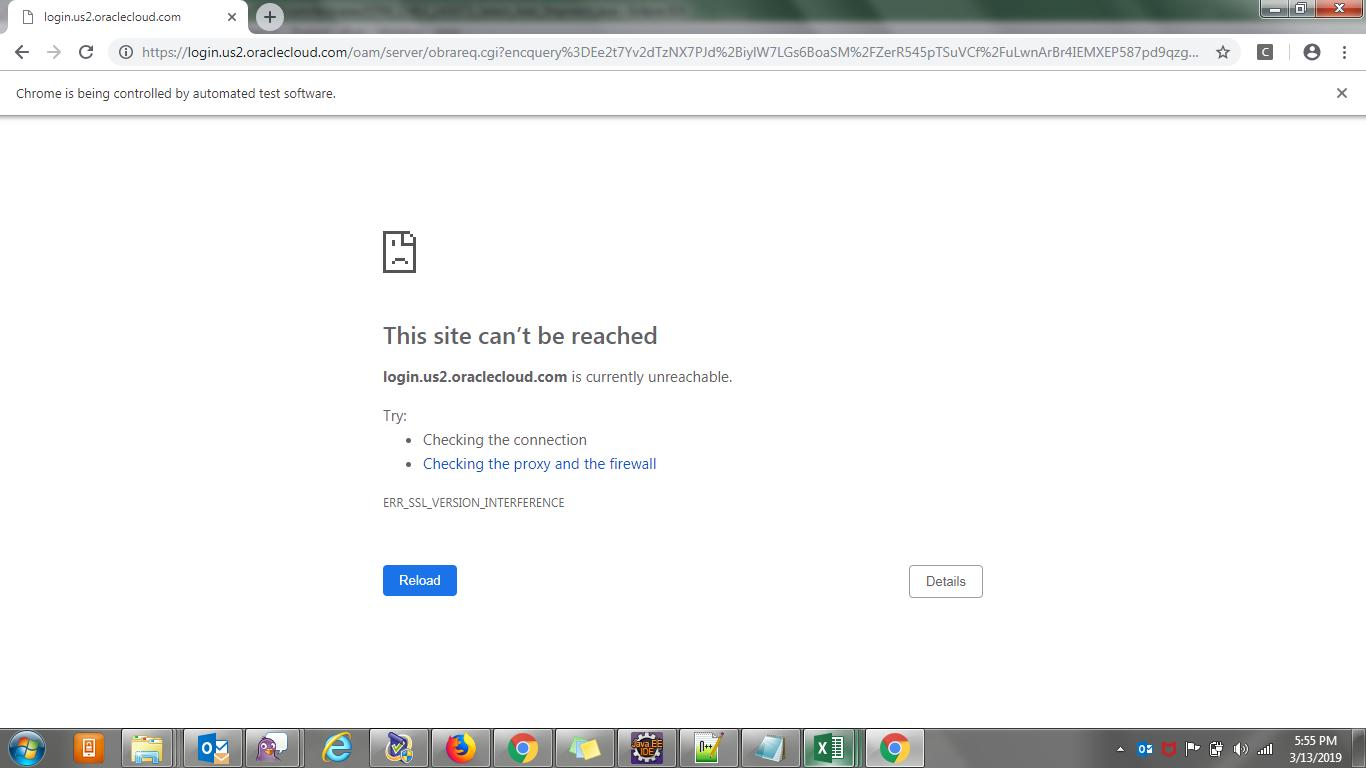 login.us2.oraclecloud.com
https://login.us2.oraclecloud.com/oam/server/obrareq.cgi?encquery%3DEe2t7Yv2dTzNX7PJd%2BiylW7LGs6BoaSM%2FZerR545pTSuVCf%2FuLwnArBr4IEMXEP587pd9qzg...
C
Chrome is being controlled by automated test software.
This site can’t be reached
login.us2.oraclecloud.com is currently unreachable.
Try:
• Checking the connection
• Checking the proxy and the firewall
ERR_SSL_VERSION_INTERFERENCE
Reload
Details
Java EE
IDE
5:55 PM
3/13/2019